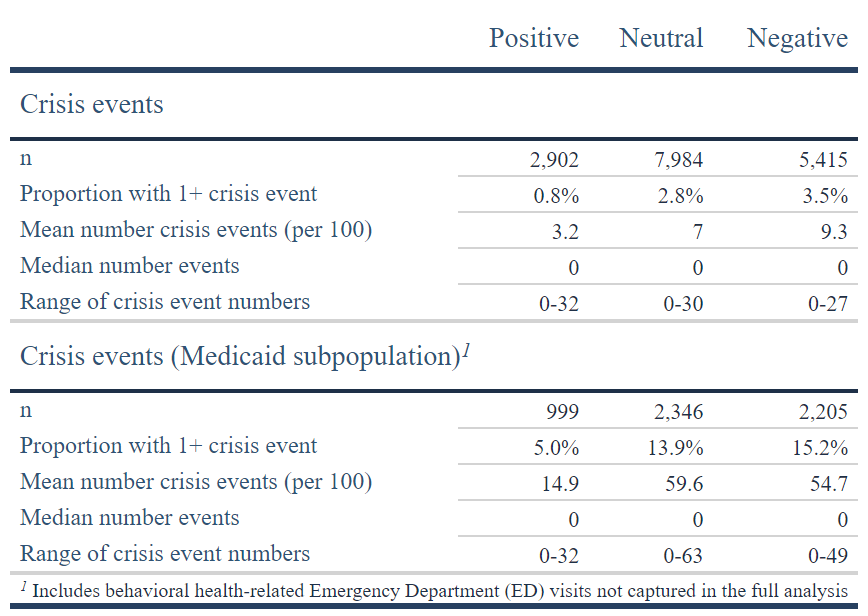 Positive Neutral Negative
Crisis events
n 2,902 7,984 5,415
Proportion with 1+ crisis event 0.8% 2.8% 3.5%
Mean number crisis events (per 100) 3.2 7 9.3
Median number events 0 0 0
Range of crisis event numbers 0-32 0-30 0-27
Crisis events (Medicaid subpopulation)1
n 999 2,346 2,205
Proportion with 1+ crisis event 5.0% 13.9% 15.2%
Mean number crisis events (per 100) 14.9 59.6 54.7
Median number events 0 0 0
Range of crisis event numbers 0-32 0-63 0-49
1 Includes behavioral health-related Emergency Department (ED) visits not captured in the full analysis